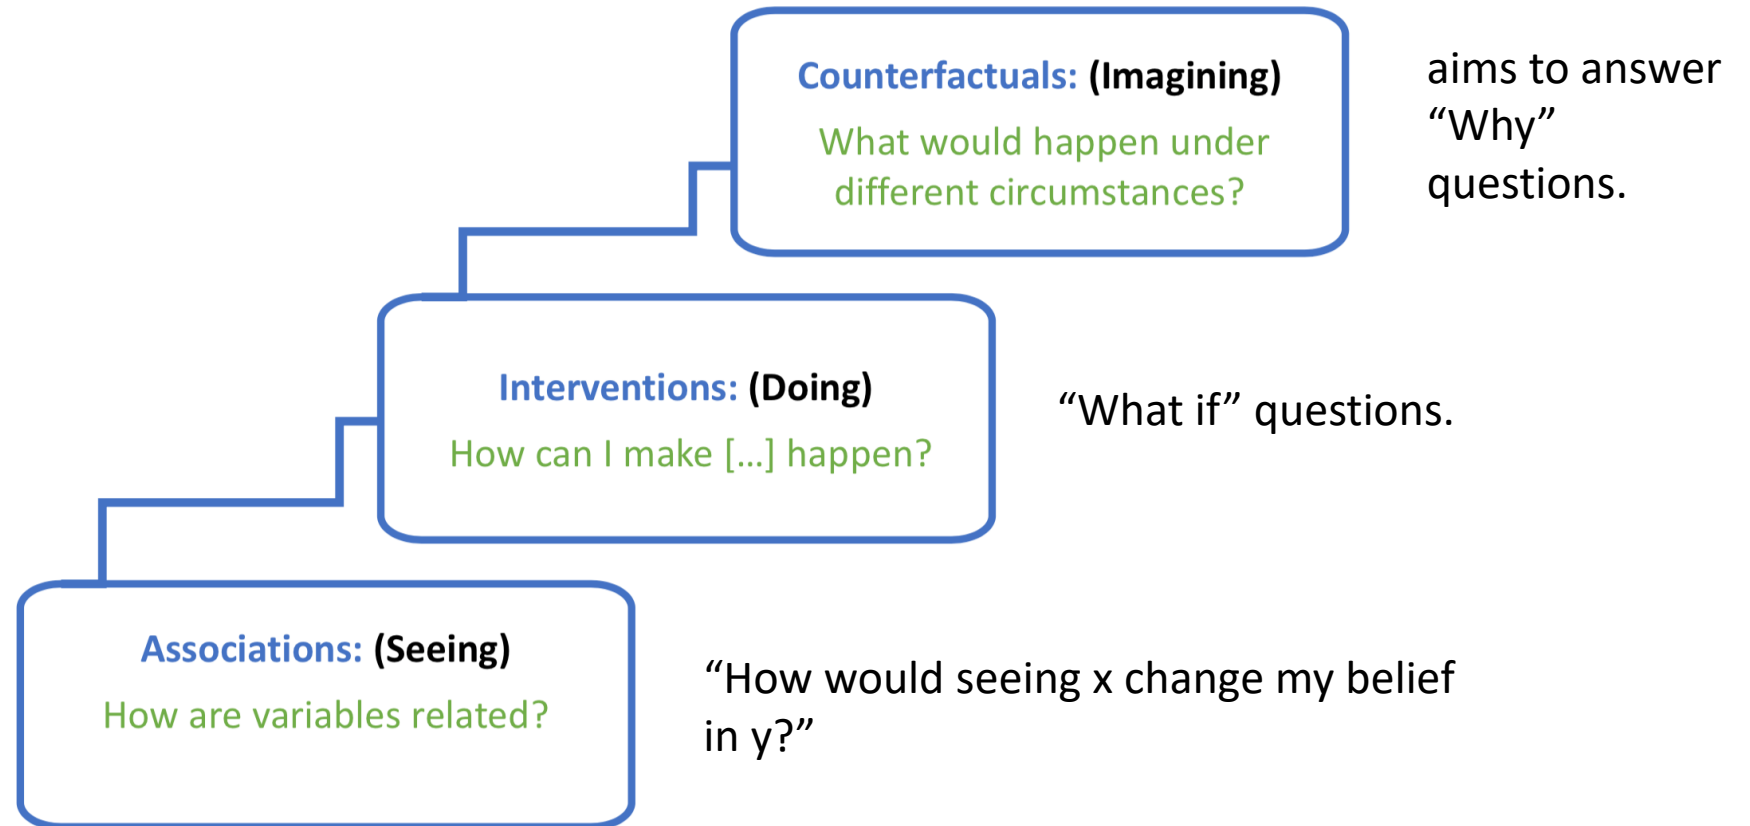 Counterfactuals: (Imagining)
What would happen under
different circumstances?
aims to answer
“Why”
questions.
Interventions: (Doing)
How can I make [...] happen?
“What if” questions.
Associations: (Seeing)
How are variables related?
“How would seeing x change my belief
in y?”